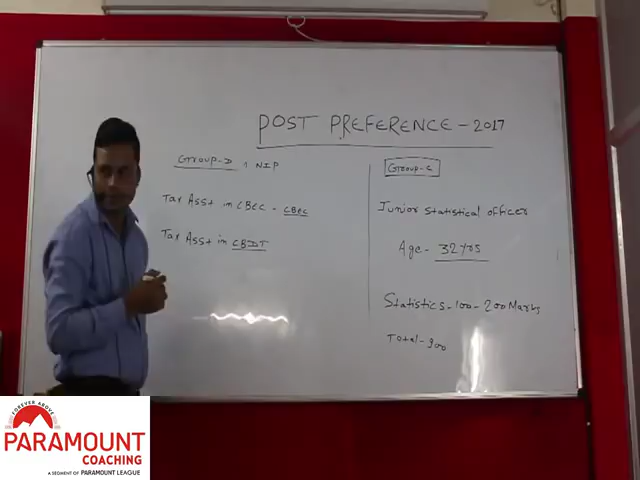 POST PREFERENCE - 2017
Group-D, NIP
Tax Asst in CBEC - CBEC
Tax Asst in CBDT
Group-C
Junior Statistical officer
Age - 32 yrs
Statistics - 100 - 200 Marks
Total - 900
FOREVER ABOVE
PARAMOUNT
COACHING
A SEGMENT OF PARAMOUNT LEAGUE